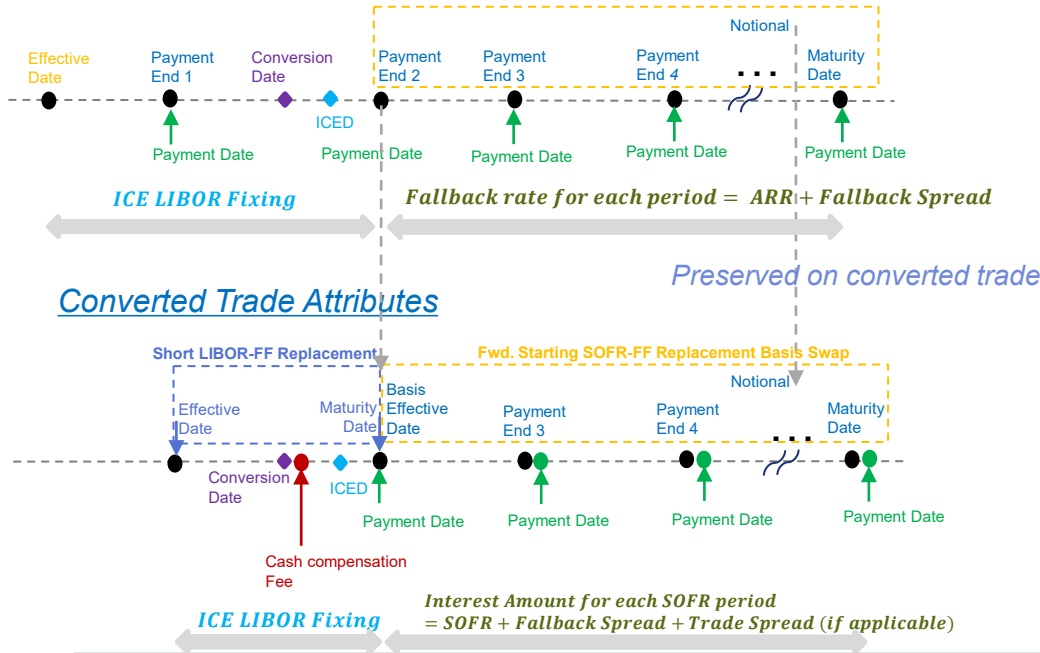 Notional
Effective
Date
Payment
End 1
Conversion
Date
Payment
End 2
Payment
End 3
Payment
End 4
...
Maturity
Date
ICED
Payment Date
Payment Date
Payment Date
Payment Date
Payment Date
ICE LIBOR Fixing
Fallback rate for each period = ARR + Fallback Spread
Preserved on converted trade
Converted Trade Attributes
Short LIBOR-FF Replacement
Fwd. Starting SOFR-FF Replacement Basis Swap
Notional
Effective
Date
Maturity
Date
Basis
Effective
Date
Payment
End 3
Payment
End 4
...
Maturity
Date
Conversion
Date
ICED
Payment Date
Payment Date
Payment Date
Payment Date
Cash compensation
Fee
ICE LIBOR Fixing
Interest Amount for each SOFR period
= SOFR + Fallback Spread + Trade Spread (if applicable)